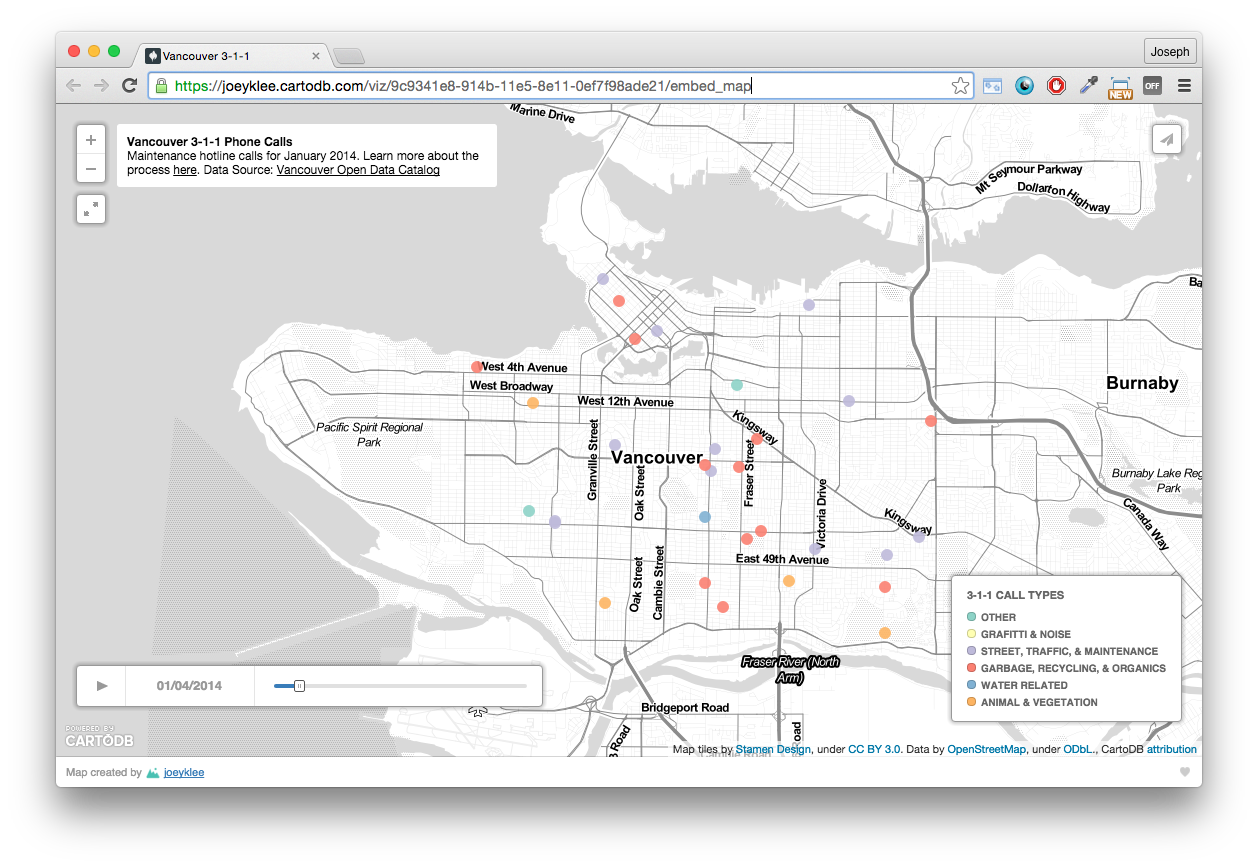 Vancouver 3-1-1
Joseph
https://joeyklee.cartodb.com/viz/9c9341e8-914b-11e5-8e11-0ef7f98ade21/embed_map
NEW
OFF
Vancouver 3-1-1 Phone Calls
Maintenance hotline calls for January 2014. Learn more about the
process here. Data Source: Vancouver Open Data Catalog
Marine Drive
Mt Seymour Parkway
Dollarton Highway
Ba
West 4th Avenue
West Broadway
West 12th Avenue
Burnaby
Kingsway
Pacific Spirit Regional
Park
Granville Street
Vancouver
Oak Street
Fraser Street
Victoria Drive
Burnaby Lake Reg
Park
Kingsway
Canada Way
East 49th Avenue
Oak Street
Cambie Street
3-1-1 CALL TYPES
OTHER
GRAFITTI & NOISE
STREET, TRAFFIC, & MAINTENANCE
GARBAGE, RECYCLING, & ORGANICS
WATER RELATED
ANIMAL & VEGETATION
Fraser River (North
Arm)
01/04/2014
Bridgeport Road
Road
Road
Cambie Road
POWERED BY
CARTODB
Map tiles by Stamen Design, under CC BY 3.0. Data by OpenStreetMap, under ODbL., CartoDB attribution
Map created by joeyklee